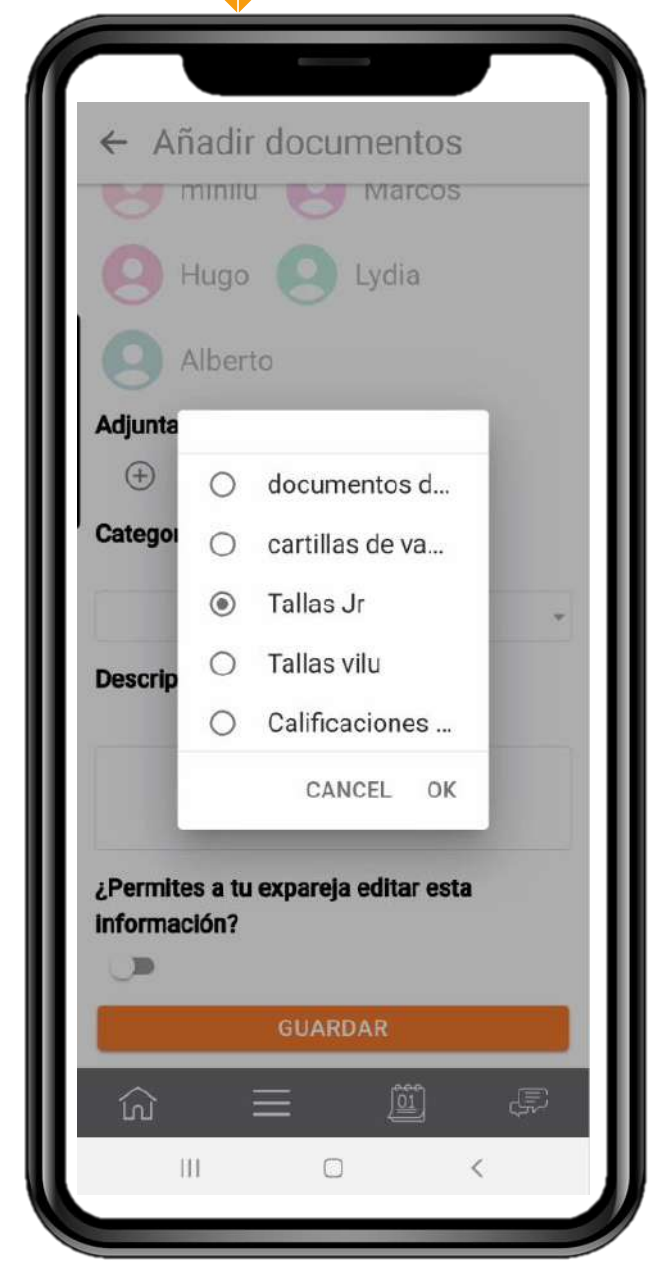 Añadir documentos
minilu Marcos
Hugo Lydia
Alberto
Adjunta
documentos d...
Categor
cartillas de va...
Tallas Jr
Tallas vilu
Descrip
Calificaciones ...
CANCEL OK
¿Permites a tu expareja editar esta
información?
GUARDAR
01